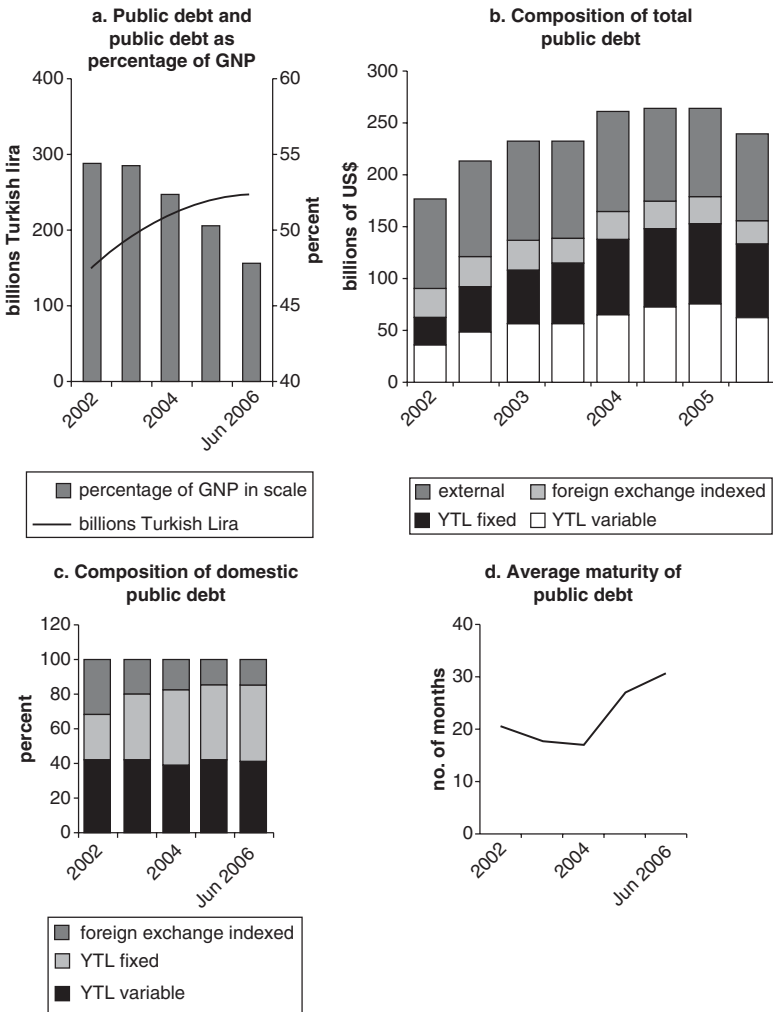 a. Public debt and
public debt as
percentage of GNP
400
300
200
100
0
billions Turkish lira
60
55
50
45
40
percent
2002
2004
Jun 2006
percentage of GNP in scale
billions Turkish Lira
b. Composition of total
public debt
300
250
200
150
100
50
0
billions of US$
2002
2003
2004
2005
external
foreign exchange indexed
YTL fixed
YTL variable
c. Composition of domestic
public debt
120
100
80
60
40
20
0
percent
2002
2004
Jun 2006
foreign exchange indexed
YTL fixed
YTL variable
d. Average maturity of
public debt
40
30
20
10
0
no. of months
2002
2004
Jun 2006